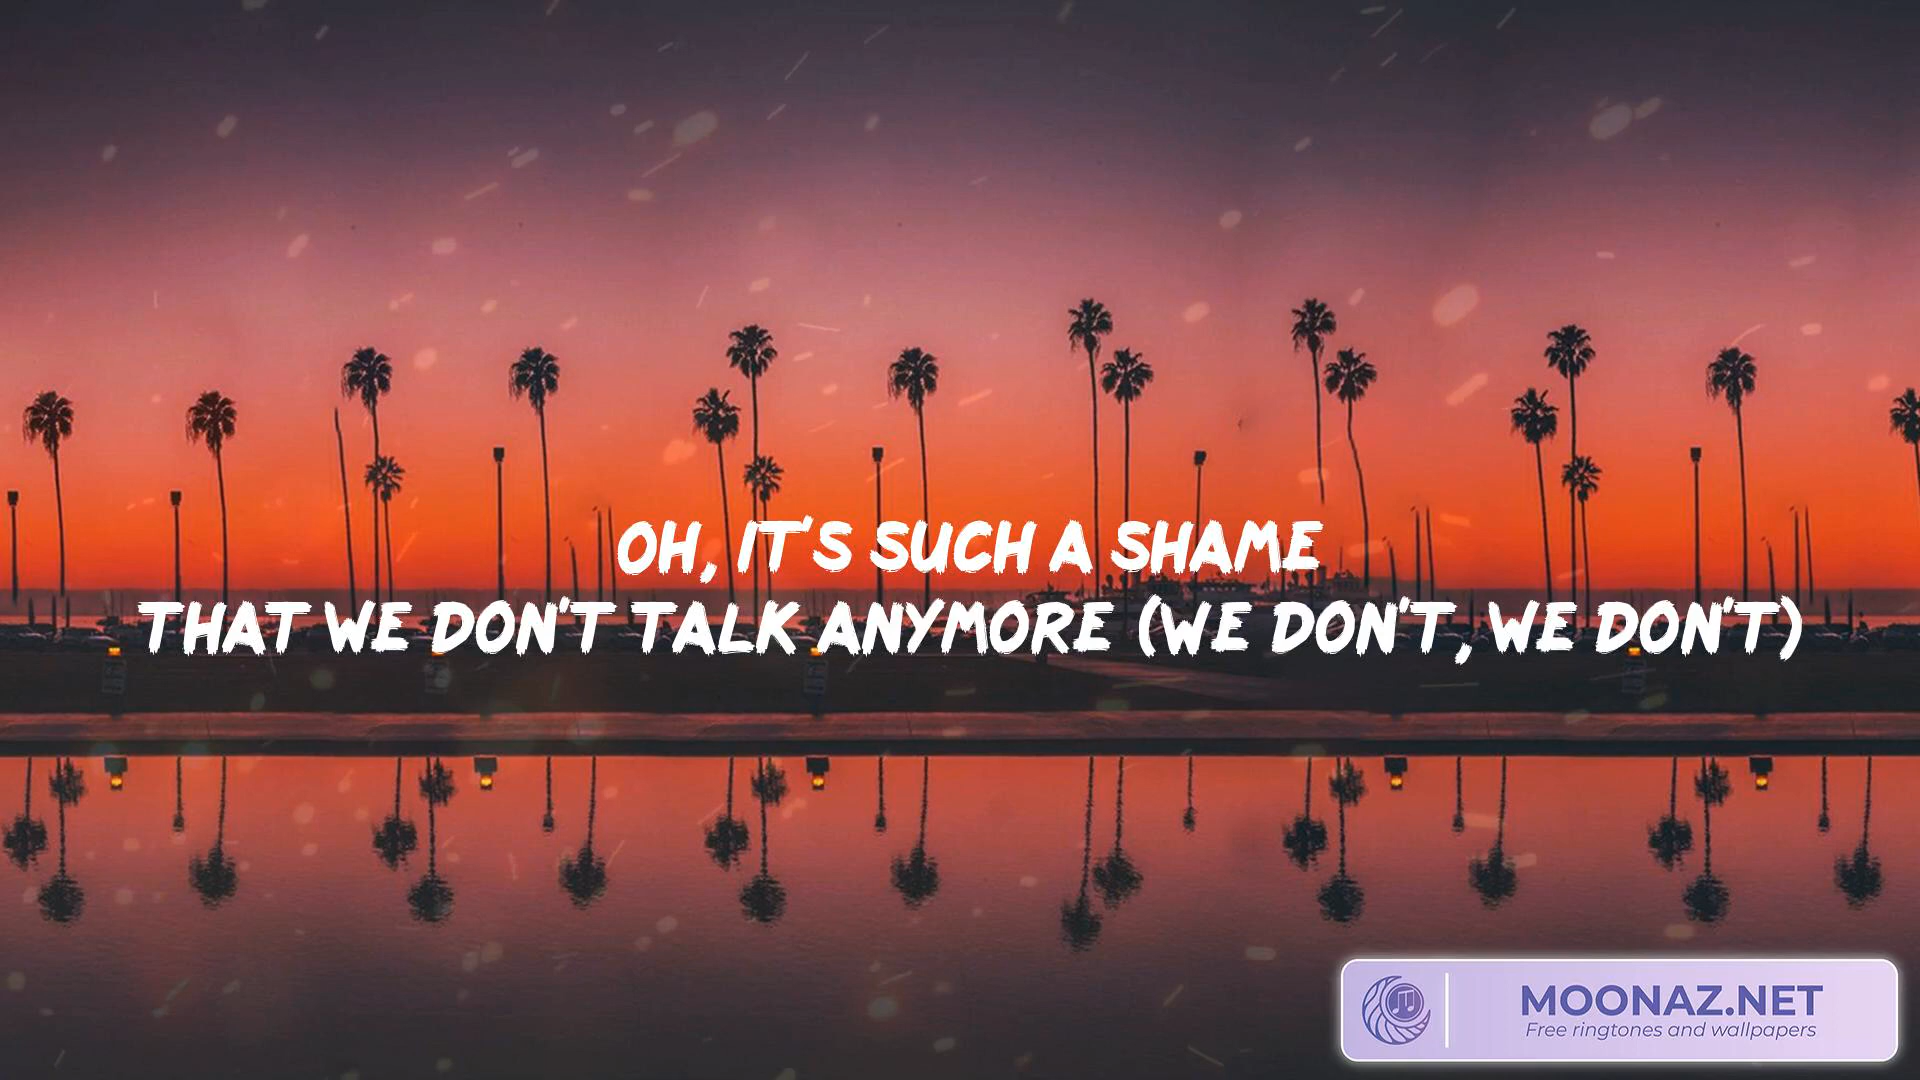 OH, IT'S SUCH A SHAME
THAT WE DON'T TALK ANYMORE (WE DON'T, WE DON'T)
MOONAZ.NET
Free ringtones and wallpapers